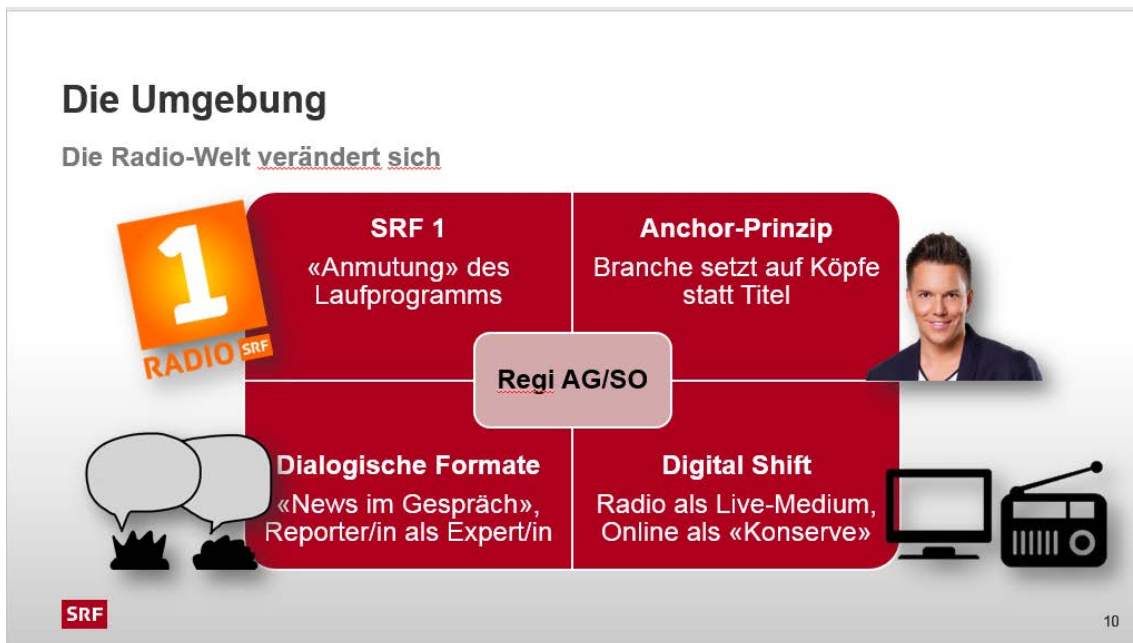 Die Umgebung
Die Radio-Welt verändert sich
1
RADIO SRF
SRF 1
«Anmutung» des
Laufprogramms
Anchor-Prinzip
Branche setzt auf Köpfe
statt Titel
Regi AG/SO
Dialogische Formate
«News im Gespräch»,
Reporter/in als Expert/in
Digital Shift
Radio als Live-Medium,
Online als «Konserve»
SRF
10